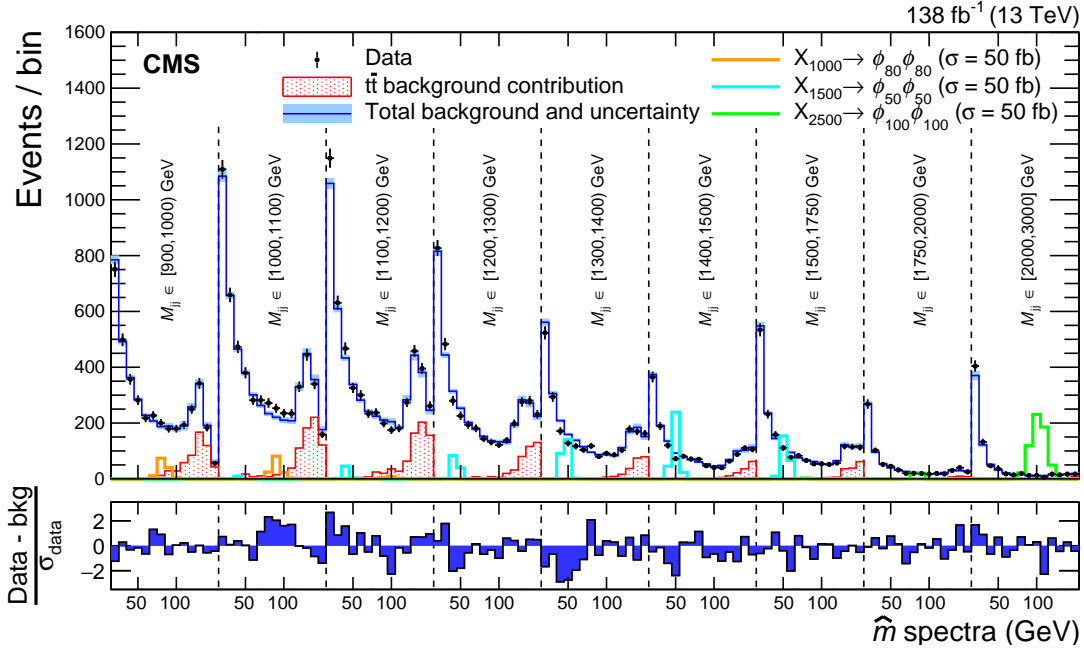 138 fb⁻¹ (13 TeV)
Events / bin
1600
1400
1200
1000
800
600
400
200
0
CMS
Data
tt̄ background contribution
Total background and uncertainty
X₁₀₀₀→ ϕ₈₀ϕ₈₀ (σ = 50 fb)
X₁₅₀₀→ ϕ₅₀ϕ₅₀ (σ = 50 fb)
X₂₅₀₀→ ϕ₁₀₀ϕ₁₀₀ (σ = 50 fb)
M_jj ∈ [900,1000) GeV
M_jj ∈ [1000,1100) GeV
M_jj ∈ [1100,1200) GeV
M_jj ∈ [1200,1300) GeV
M_jj ∈ [1300,1400) GeV
M_jj ∈ [1400,1500) GeV
M_jj ∈ [1500,1750) GeV
M_jj ∈ [1750,2000) GeV
M_jj ∈ [2000,3000] GeV
Data - bkg
σ_data
2
0
−2
50 100 50 100 50 100 50 100 50 100 50 100 50 100 50 100 50 100
m̂ spectra (GeV)